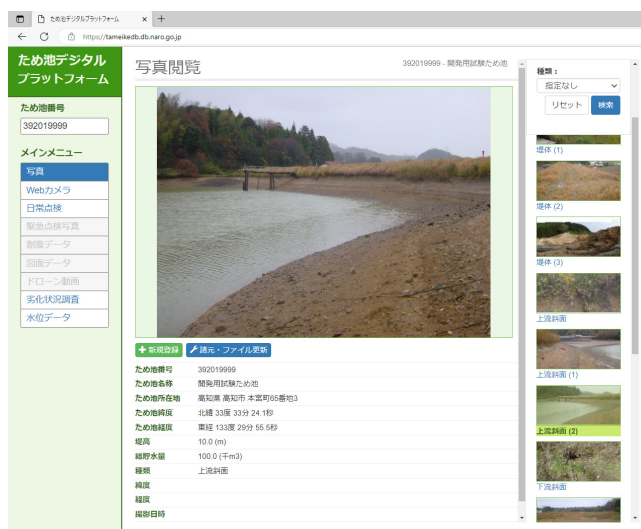 ため池デジタルプラットフォーム
https://tameikedb.db.naro.go.jp
ため池デジタル
プラットフォーム
ため池番号
392019999
メインメニュー
写真
Webカメラ
日常点検
緊急点検写真
耐震データ
図面データ
ドローン動画
劣化状況調査
水位データ
写真閲覧
392019999 - 開発用試験ため池
新規登録
諸元・ファイル更新
ため池番号 392019999
ため池名称 開発用試験ため池
ため池所在地 高知県 高知市 本宮町65番地3
ため池緯度 北緯 33度 33分 24.1秒
ため池経度 東経 133度 29分 55.5秒
堤高 10.0 (m)
総貯水量 100.0 (千m3)
種類 上流斜面
緯度
経度
撮影日時
種類：
指定なし
リセット 検索
堤体 (1)
堤体 (2)
堤体 (3)
上流斜面
上流斜面 (1)
上流斜面 (2)
下流斜面